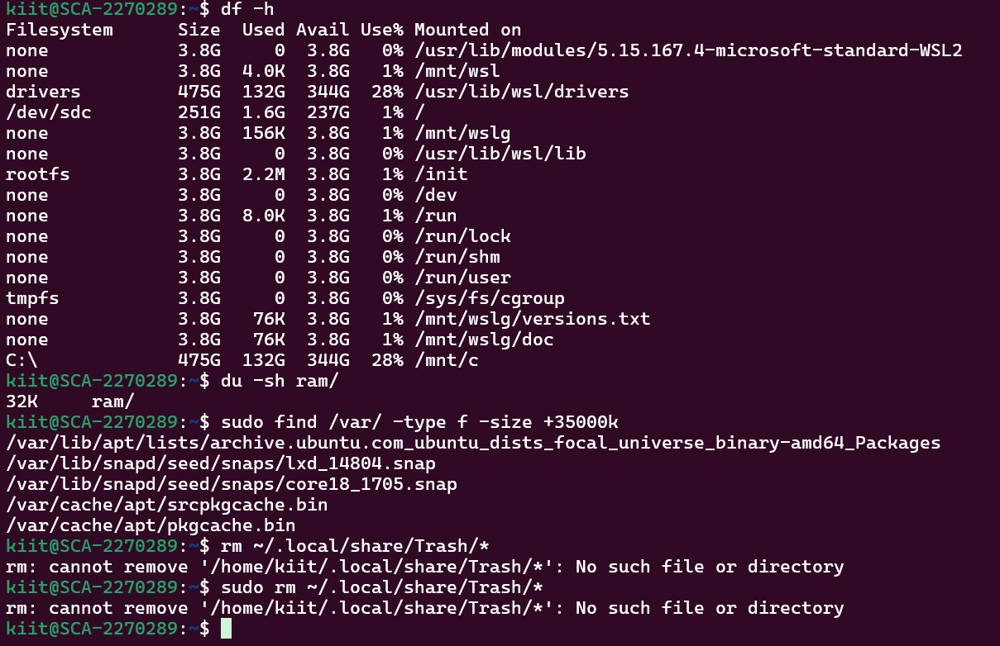 kiit@SCA-2270289:~$ df -h
Filesystem      Size  Used Avail Use% Mounted on
none            3.8G     0  3.8G   0% /usr/lib/modules/5.15.167.4-microsoft-standard-WSL2
none            3.8G  4.0K  3.8G   1% /mnt/wsl
drivers         475G  132G  344G  28% /usr/lib/wsl/drivers
/dev/sdc        251G  1.6G  237G   1% /
none            3.8G  156K  3.8G   1% /mnt/wslg
none            3.8G     0  3.8G   0% /usr/lib/wsl/lib
rootfs          3.8G  2.2M  3.8G   1% /init
none            3.8G     0  3.8G   0% /dev
none            3.8G  8.0K  3.8G   1% /run
none            3.8G     0  3.8G   0% /run/lock
none            3.8G     0  3.8G   0% /run/shm
none            3.8G     0  3.8G   0% /run/user
tmpfs           3.8G     0  3.8G   0% /sys/fs/cgroup
none            3.8G   76K  3.8G   1% /mnt/wslg/versions.txt
none            3.8G   76K  3.8G   1% /mnt/wslg/doc
C:\             475G  132G  344G  28% /mnt/c
kiit@SCA-2270289:~$ du -sh ram/
32K     ram/
kiit@SCA-2270289:~$ sudo find /var/ -type f -size +35000k
/var/lib/apt/lists/archive.ubuntu.com_ubuntu_dists_focal_universe_binary-amd64_Packages
/var/lib/snapd/seed/snaps/lxd_14804.snap
/var/lib/snapd/seed/snaps/core18_1705.snap
/var/cache/apt/srcpkgcache.bin
/var/cache/apt/pkgcache.bin
kiit@SCA-2270289:~$ rm ~/.local/share/Trash/*
rm: cannot remove '/home/kiit/.local/share/Trash/*': No such file or directory
kiit@SCA-2270289:~$ sudo rm ~/.local/share/Trash/*
rm: cannot remove '/home/kiit/.local/share/Trash/*': No such file or directory
kiit@SCA-2270289:~$